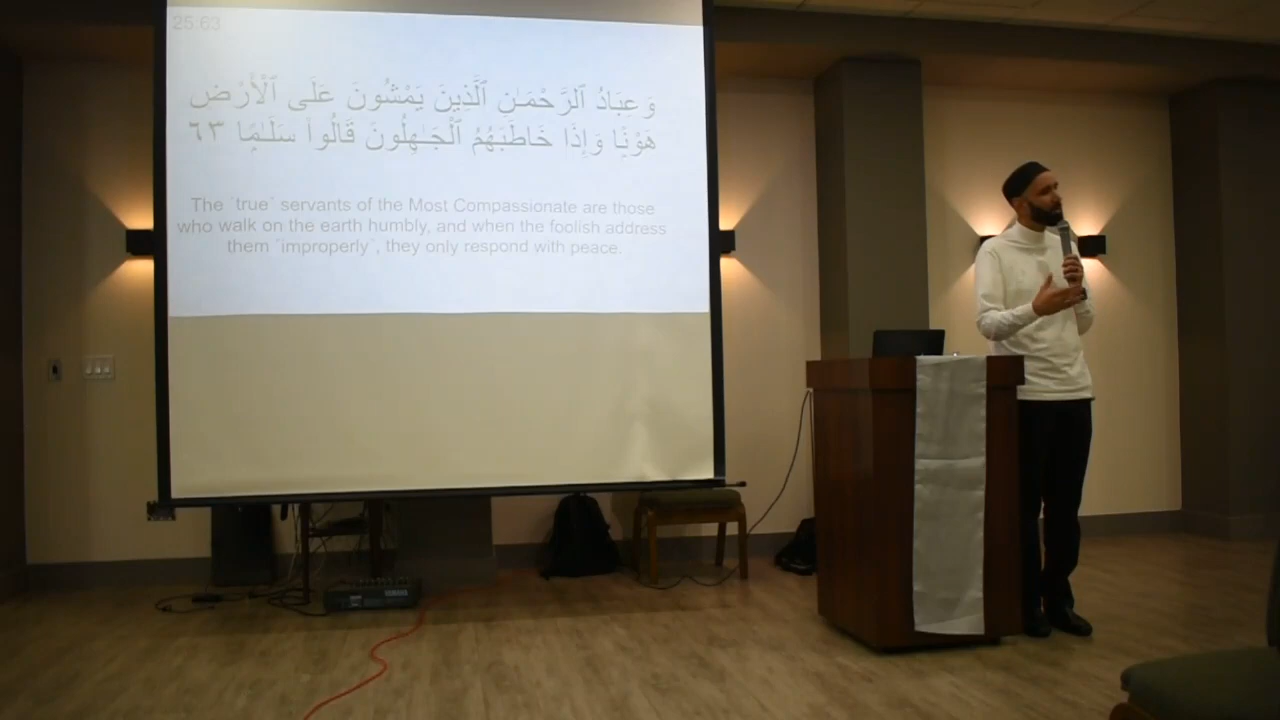 25:63
وَعِبَادُ ٱلرَّحْمَـٰنِ ٱلَّذِينَ يَمْشُونَ عَلَى ٱلْأَرْضِ
هَوْنًا وَإِذَا خَاطَبَهُمُ ٱلْجَـٰهِلُونَ قَالُوا۟ سَلَـٰمًا ٦٣
The ˹true˺ servants of the Most Compassionate are those
who walk on the earth humbly, and when the foolish address
them ˹improperly˺, they only respond with peace.
YAMAHA